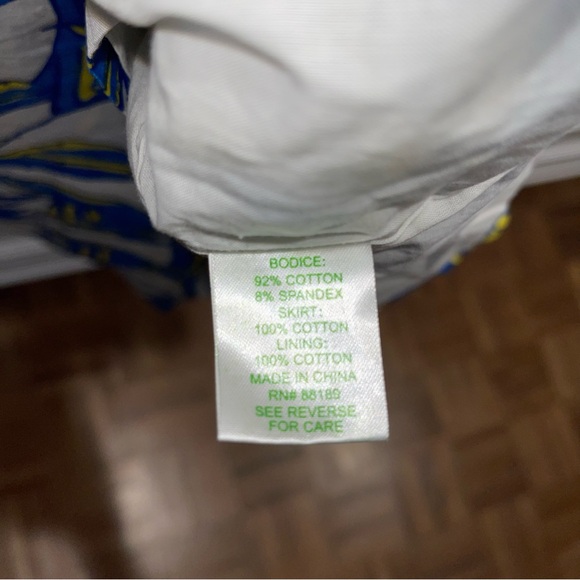 BODICE:
92% COTTON
8% SPANDEX
SKIRT:
100% COTTON
LINING:
100% COTTON
MADE IN CHINA
RN# 88189
SEE REVERSE
FOR CARE